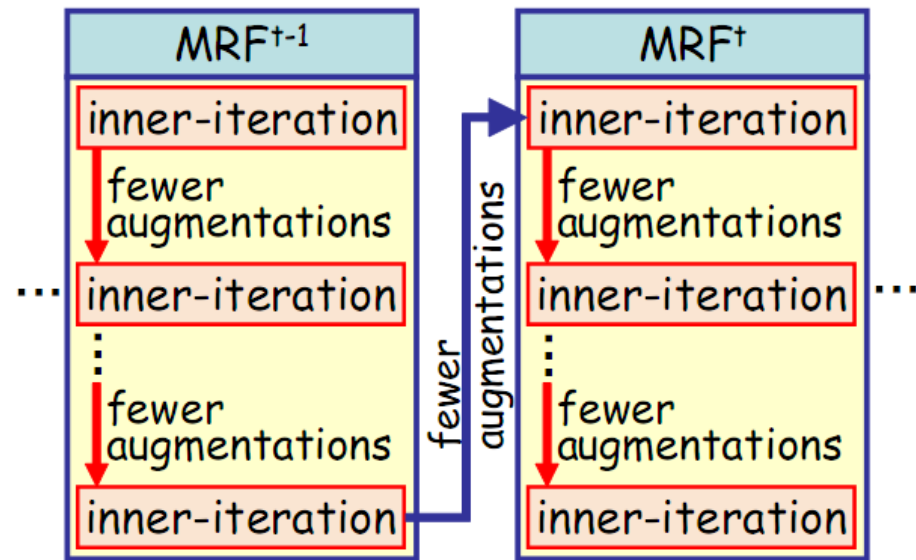 MRF^t-1
inner-iteration
fewer
augmentations
inner-iteration
fewer
augmentations
inner-iteration
fewer
augmentations
MRF^t
inner-iteration
fewer
augmentations
inner-iteration
fewer
augmentations
inner-iteration